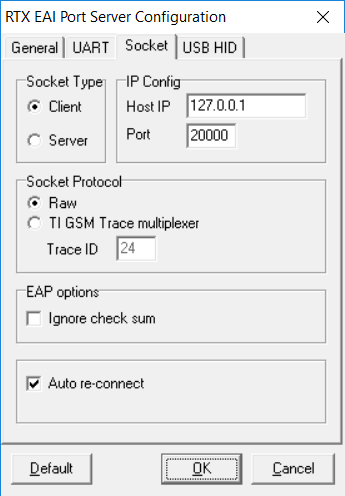 RTX EAI Port Server Configuration
General UART Socket USB HID
Socket Type
Client
Server
IP Config
Host IP 127.0.0.1
Port 20000
Socket Protocol
Raw
TI GSM Trace multiplexer
Trace ID 24
EAP options
Ignore check sum
Auto re-connect
Default OK Cancel